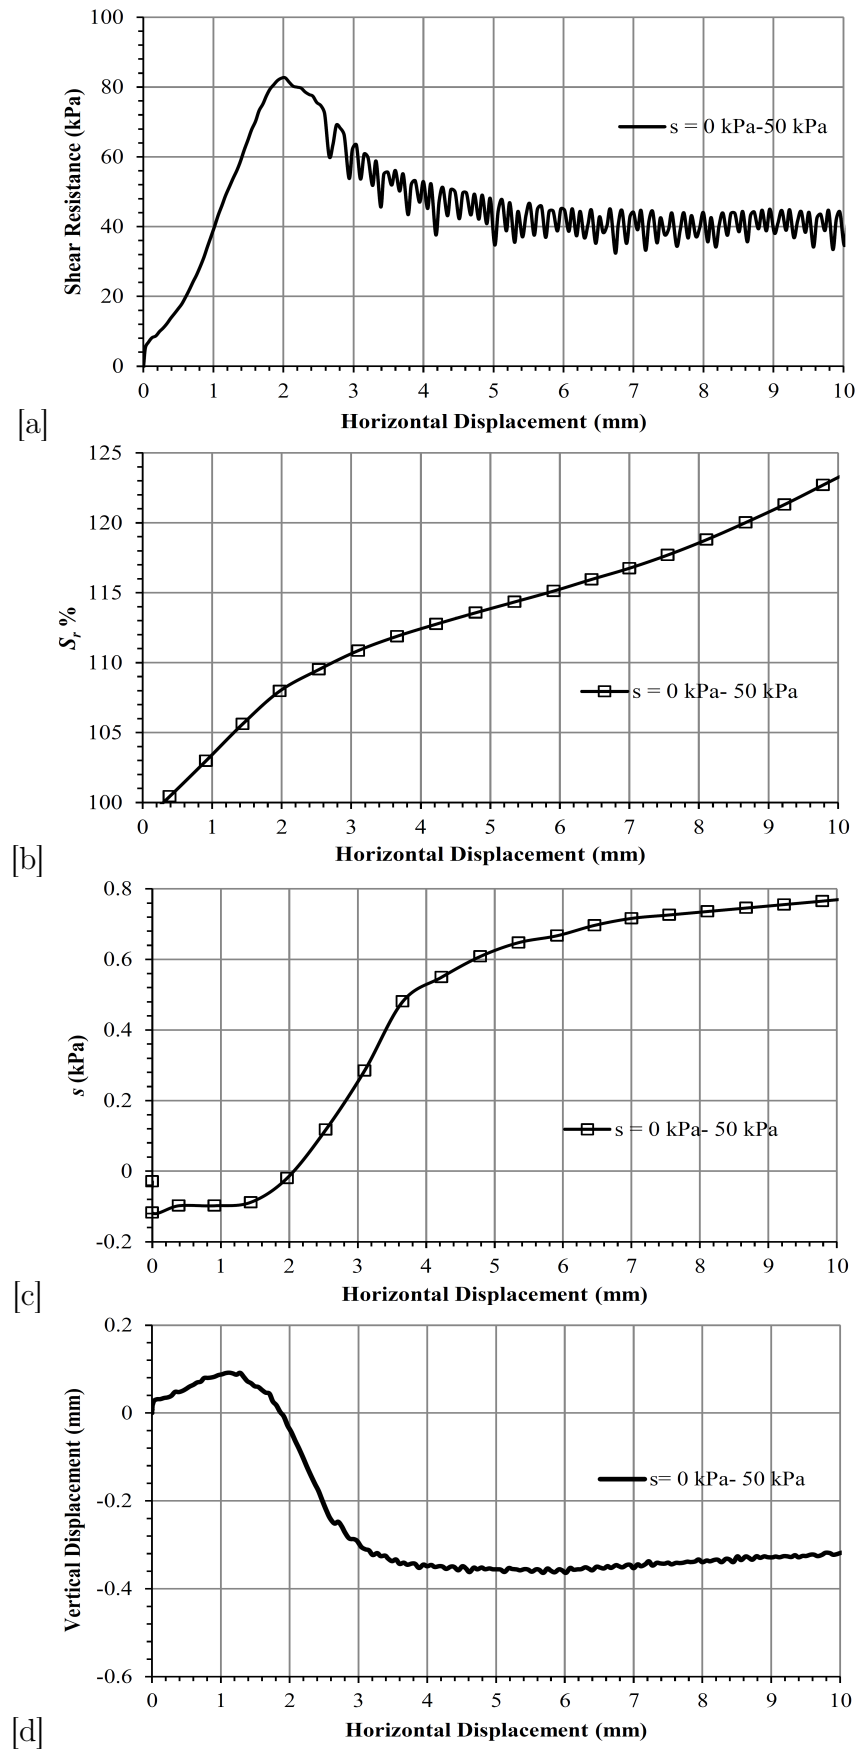 100
80
60
40
20
0
Shear Resistance (kPa)
s = 0 kPa-50 kPa
0 1 2 3 4 5 6 7 8 9 10
Horizontal Displacement (mm)
[a]
125
120
115
110
105
100
Sr %
s = 0 kPa- 50 kPa
0 1 2 3 4 5 6 7 8 9 10
Horizontal Displacement (mm)
[b]
0.8
0.6
0.4
0.2
0
-0.2
s (kPa)
s = 0 kPa- 50 kPa
0 1 2 3 4 5 6 7 8 9 10
Horizontal Displacement (mm)
[c]
0.2
0
-0.2
-0.4
-0.6
Vertical Displacement (mm)
s= 0 kPa- 50 kPa
0 1 2 3 4 5 6 7 8 9 10
Horizontal Displacement (mm)
[d]